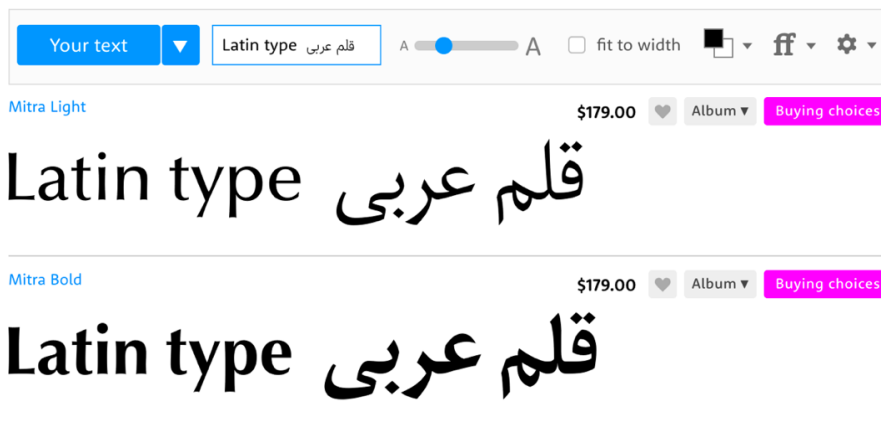 Your text ▼ Latin type قلم عربی A A fit to width ff
Mitra Light $179.00 Album ▾ Buying choices
Latin type قلم عربی
Mitra Bold $179.00 Album ▾ Buying choices
Latin type قلم عربی